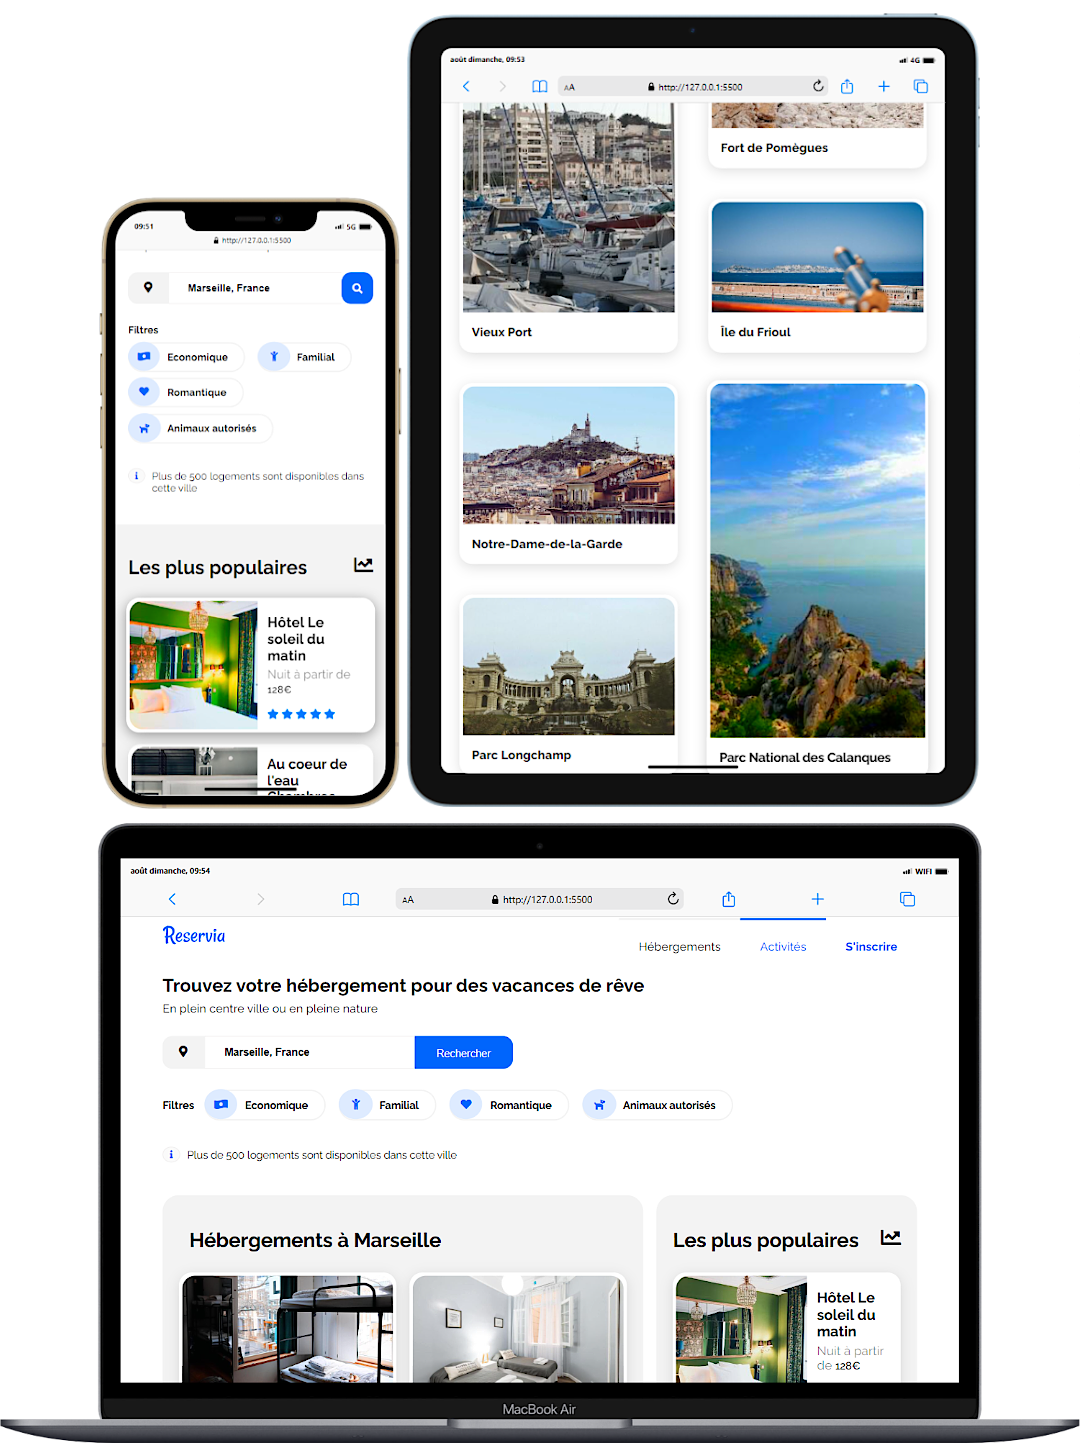 09:51
5G
http://127.0.0.1:5500
Marseille, France
Filtres
Economique
Familial
Romantique
Animaux autorisés
Plus de 500 logements sont disponibles dans
cette ville
Les plus populaires
Hôtel Le
soleil du
matin
Nuit à partir de
128€
Au coeur de
l'eau
Chambres
août dimanche, 09:53
4G
AA
http://127.0.0.1:5500
Fort de Pomègues
Vieux Port
Île du Frioul
Notre-Dame-de-la-Garde
Parc Longchamp
Parc National des Calanques
août dimanche, 09:54
WIFI
AA
http://127.0.0.1:5500
Reservia
Hébergements
Activités
S'inscrire
Trouvez votre hébergement pour des vacances de rêve
En plein centre ville ou en pleine nature
Marseille, France
Rechercher
Filtres
Economique
Familial
Romantique
Animaux autorisés
Plus de 500 logements sont disponibles dans cette ville
Hébergements à Marseille
Les plus populaires
Hôtel Le
soleil du
matin
Nuit à partir
de 128€
MacBook Air